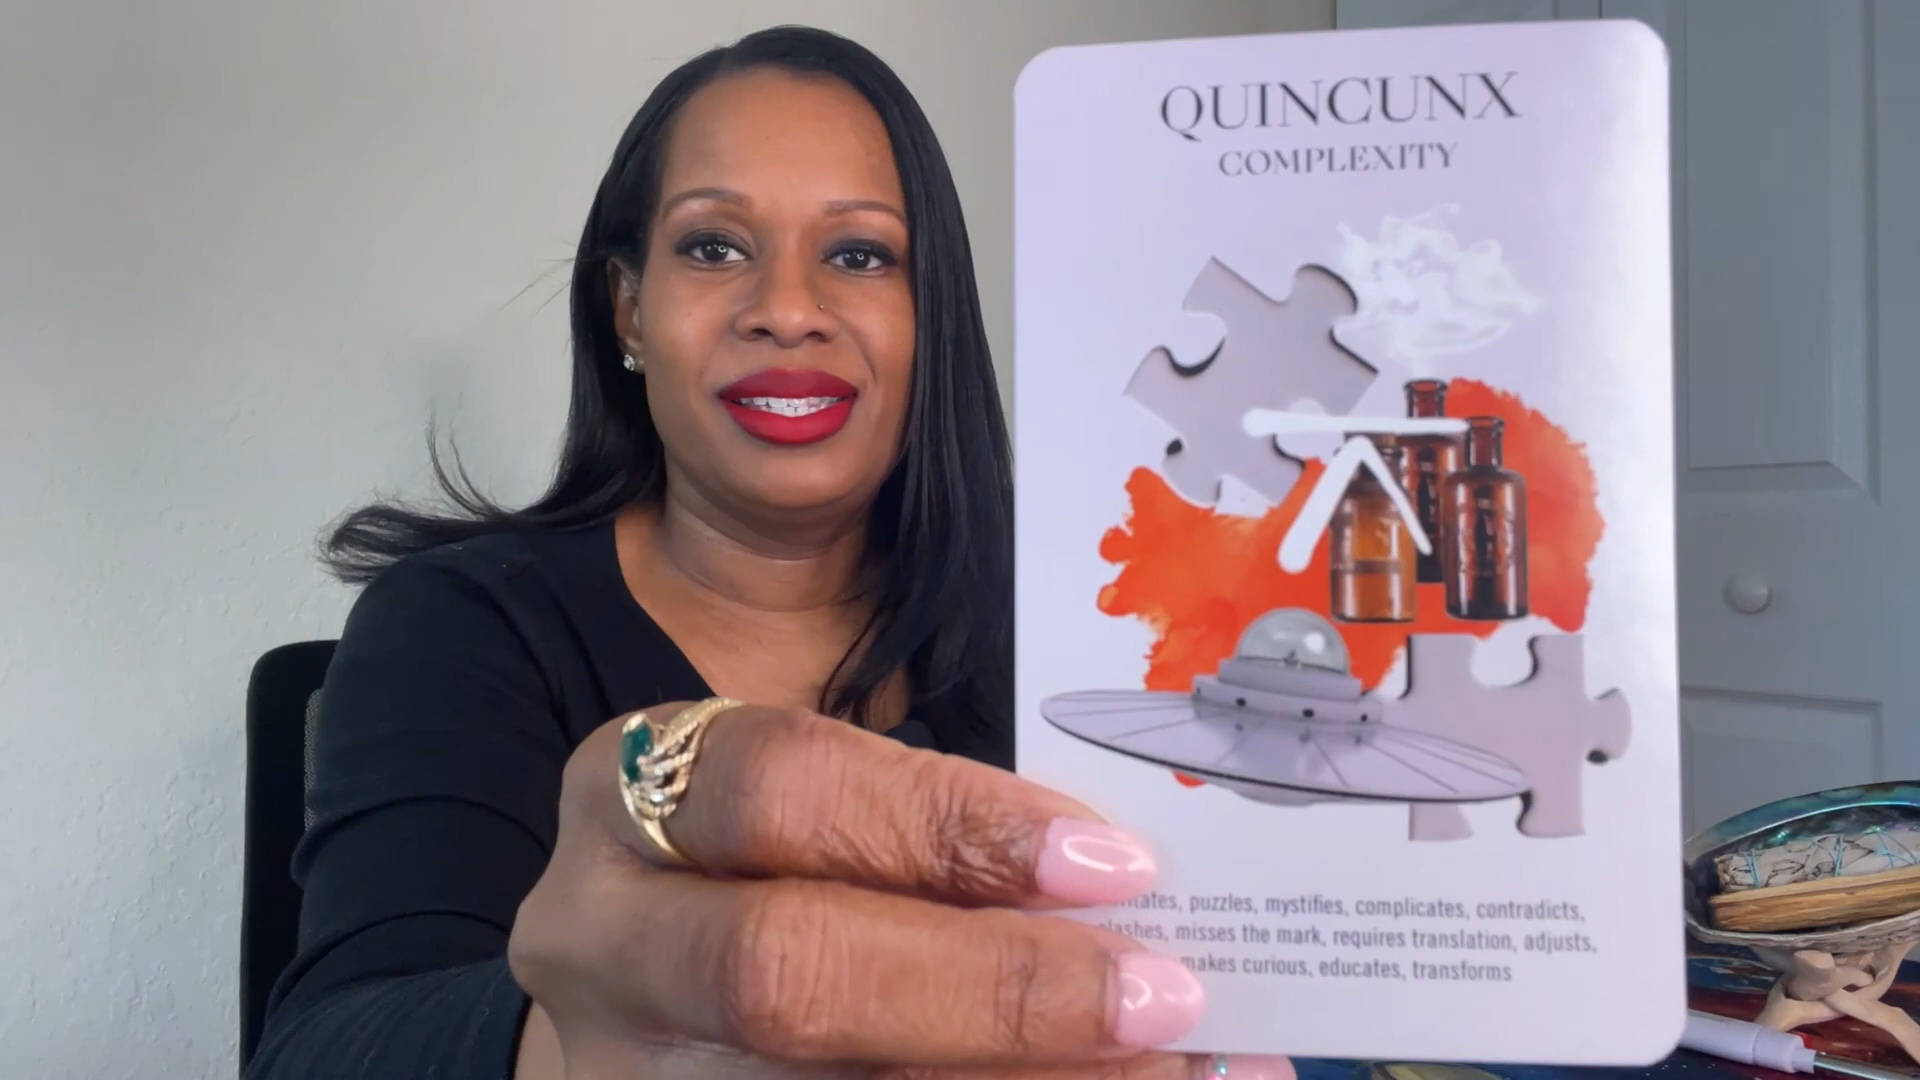 QUINCUNX
COMPLEXITY
puzzles, mystifies, complicates, contradicts,
misses the mark, requires translation, adjusts,
makes curious, educates, transforms